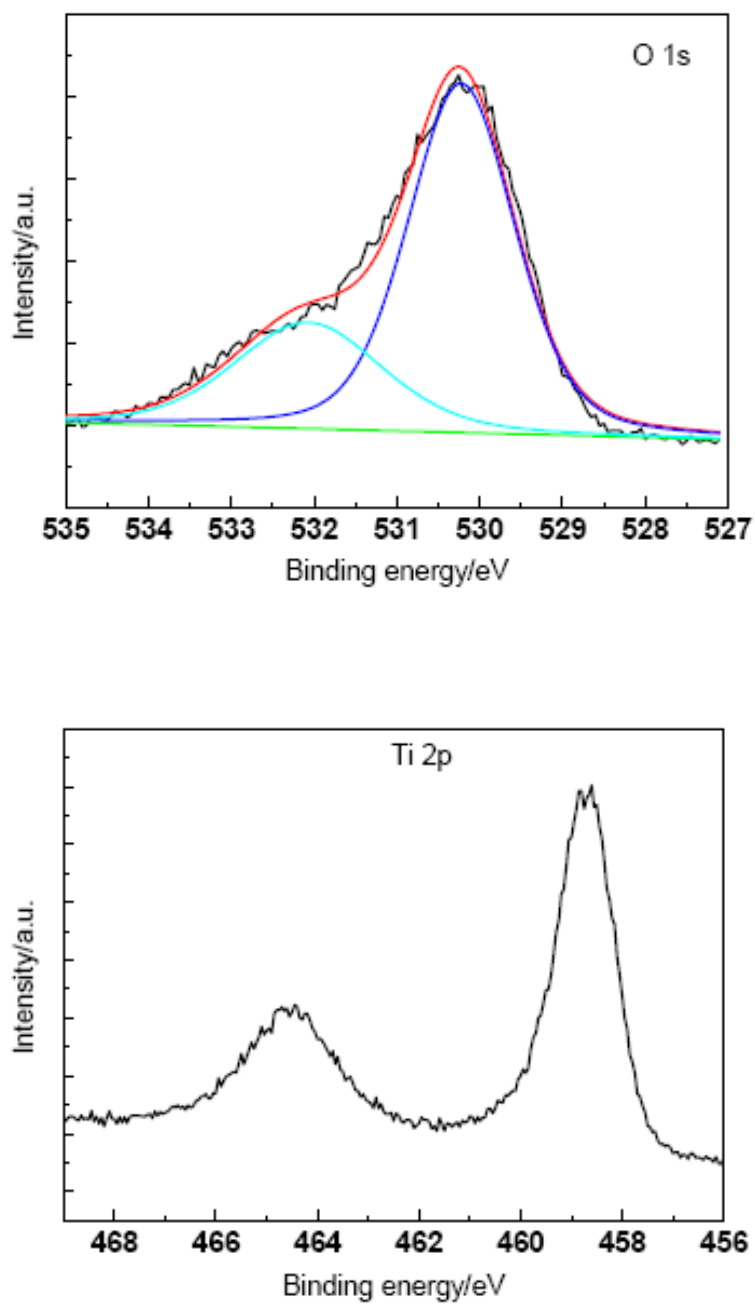 O 1s
Intensity/a.u.
535 534 533 532 531 530 529 528 527
Binding energy/eV
Ti 2p
Intensity/a.u.
468 466 464 462 460 458 456
Binding energy/eV